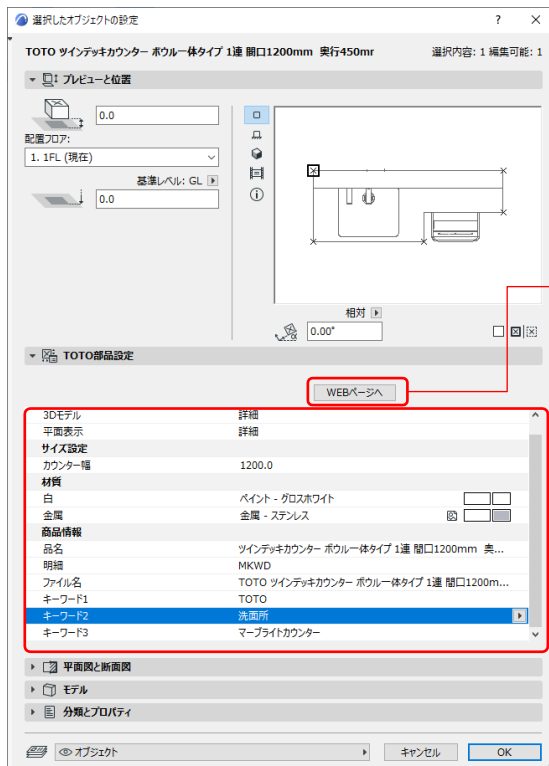 選択したオブジェクトの設定
? ×
TOTO ツインデッキカウンター ボウル一体タイプ 1連 間口1200mm 奥行450mr 選択内容: 1 編集可能: 1
プレビューと位置
0.0
配置フロア:
1. 1FL (現在)
基準レベル: GL
0.0
相対
0.00°
TOTO部品設定
WEBページへ
3Dモデル 詳細
平面表示 詳細
サイズ設定
カウンター幅 1200.0
材質
白 ペイント - グロスホワイト
金属 金属 - ステンレス
商品情報
品名 ツインデッキカウンター ボウル一体タイプ 1連 間口1200mm 奥...
明細 MKWD
ファイル名 TOTO ツインデッキカウンター ボウル一体タイプ 1連 間口1200m...
キーワード1 TOTO
キーワード2 洗面所
キーワード3 マーブライトカウンター
平面図と断面図
モデル
分類とプロパティ
オブジェクト キャンセル OK